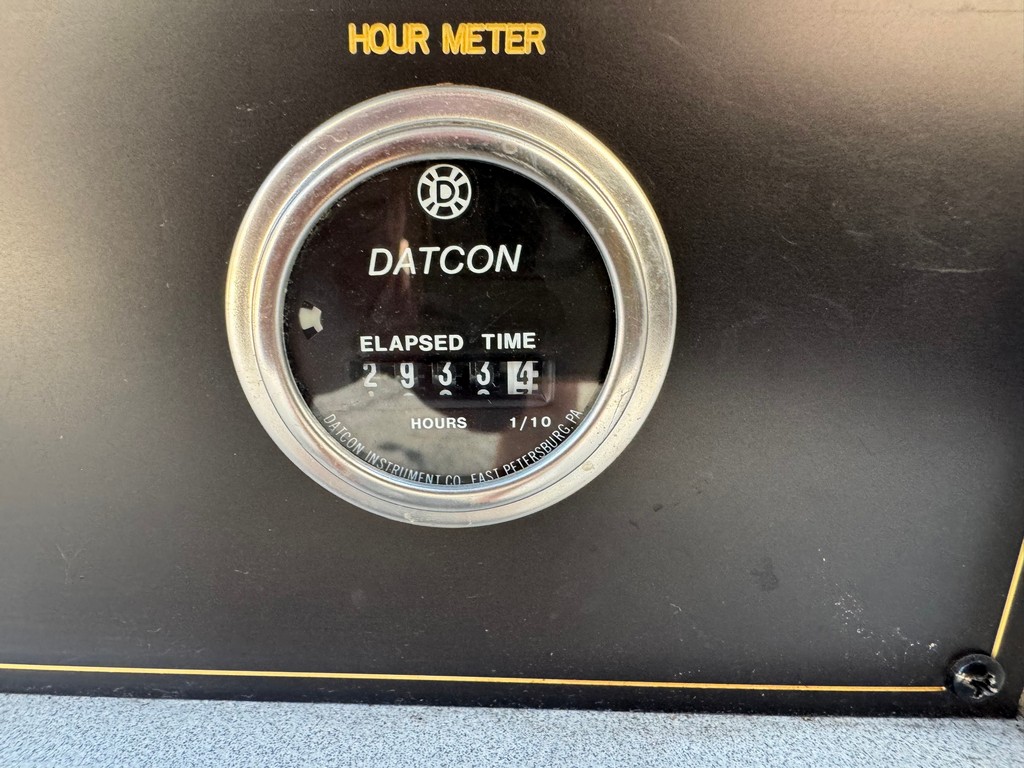 HOUR METER
D
DATCON
ELAPSED TIME
2 9 3 3 4
HOURS 1/10
DATCON INSTRUMENT CO. EAST PETERSBURG, PA